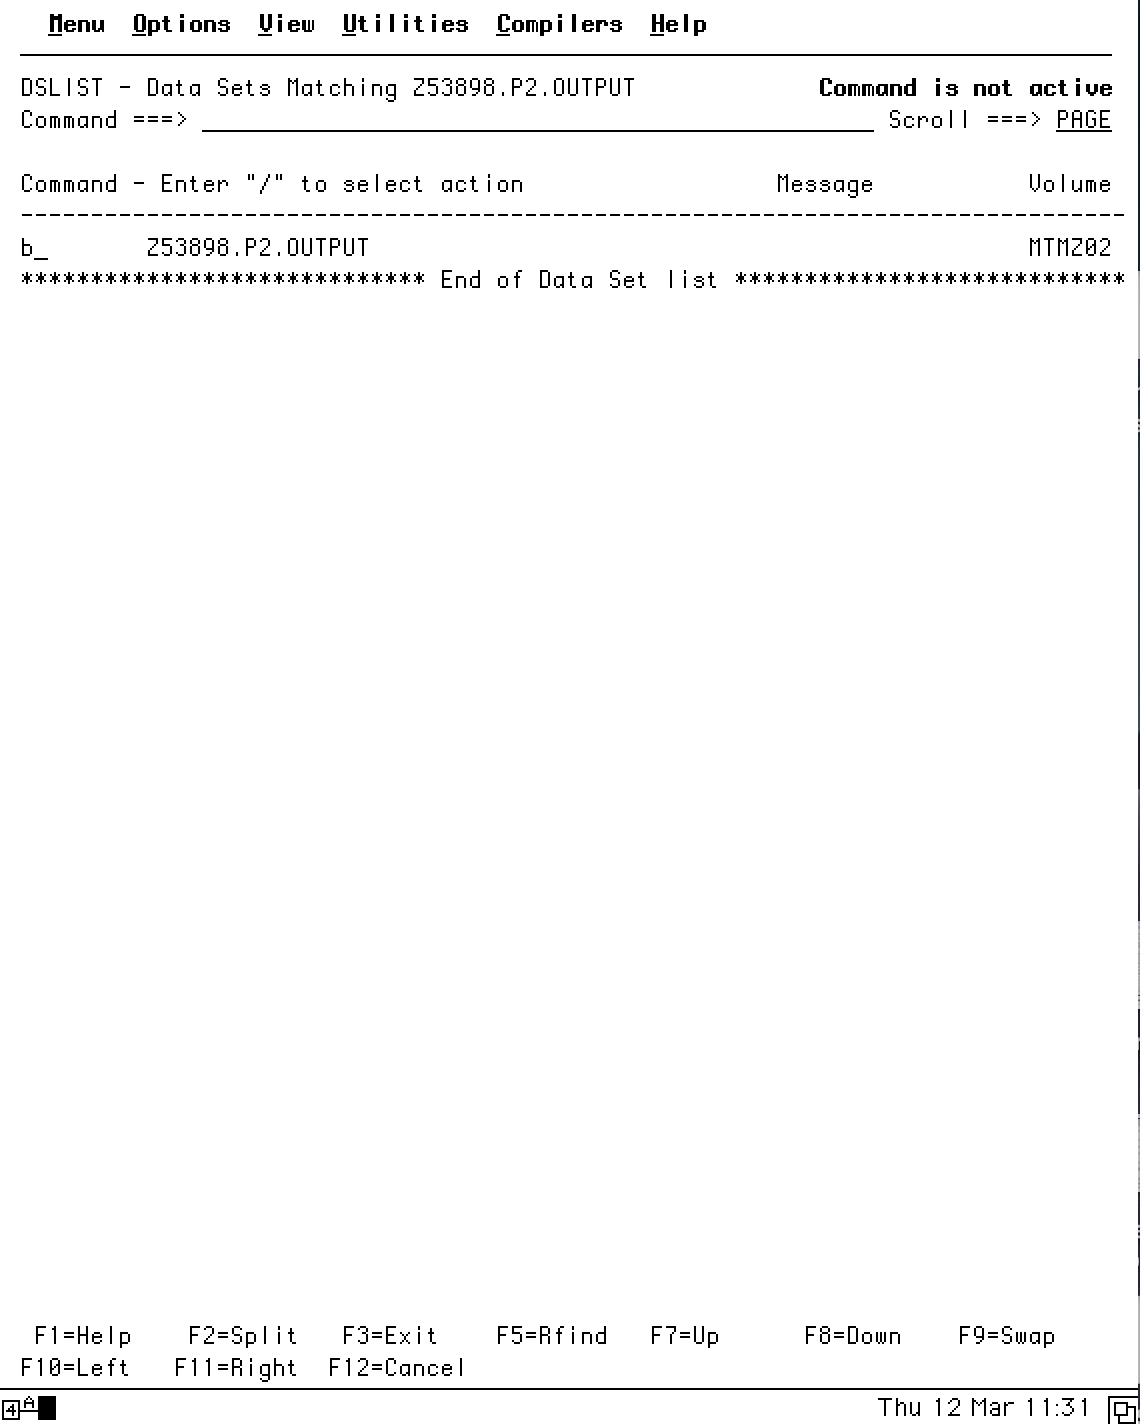 Menu Options View Utilities Compilers Help
DSLIST - Data Sets Matching Z53898.P2.OUTPUT Command is not active
Command ===> Scroll ===> PAGE
Command - Enter "/" to select action Message Volume
-------------------------------------------------------------------------------
b_ Z53898.P2.OUTPUT MTMZ02
***************************** End of Data Set list ****************************
F1=Help F2=Split F3=Exit F5=Rfind F7=Up F8=Down F9=Swap
F10=Left F11=Right F12=Cancel
4 A Thu 12 Mar 11:31